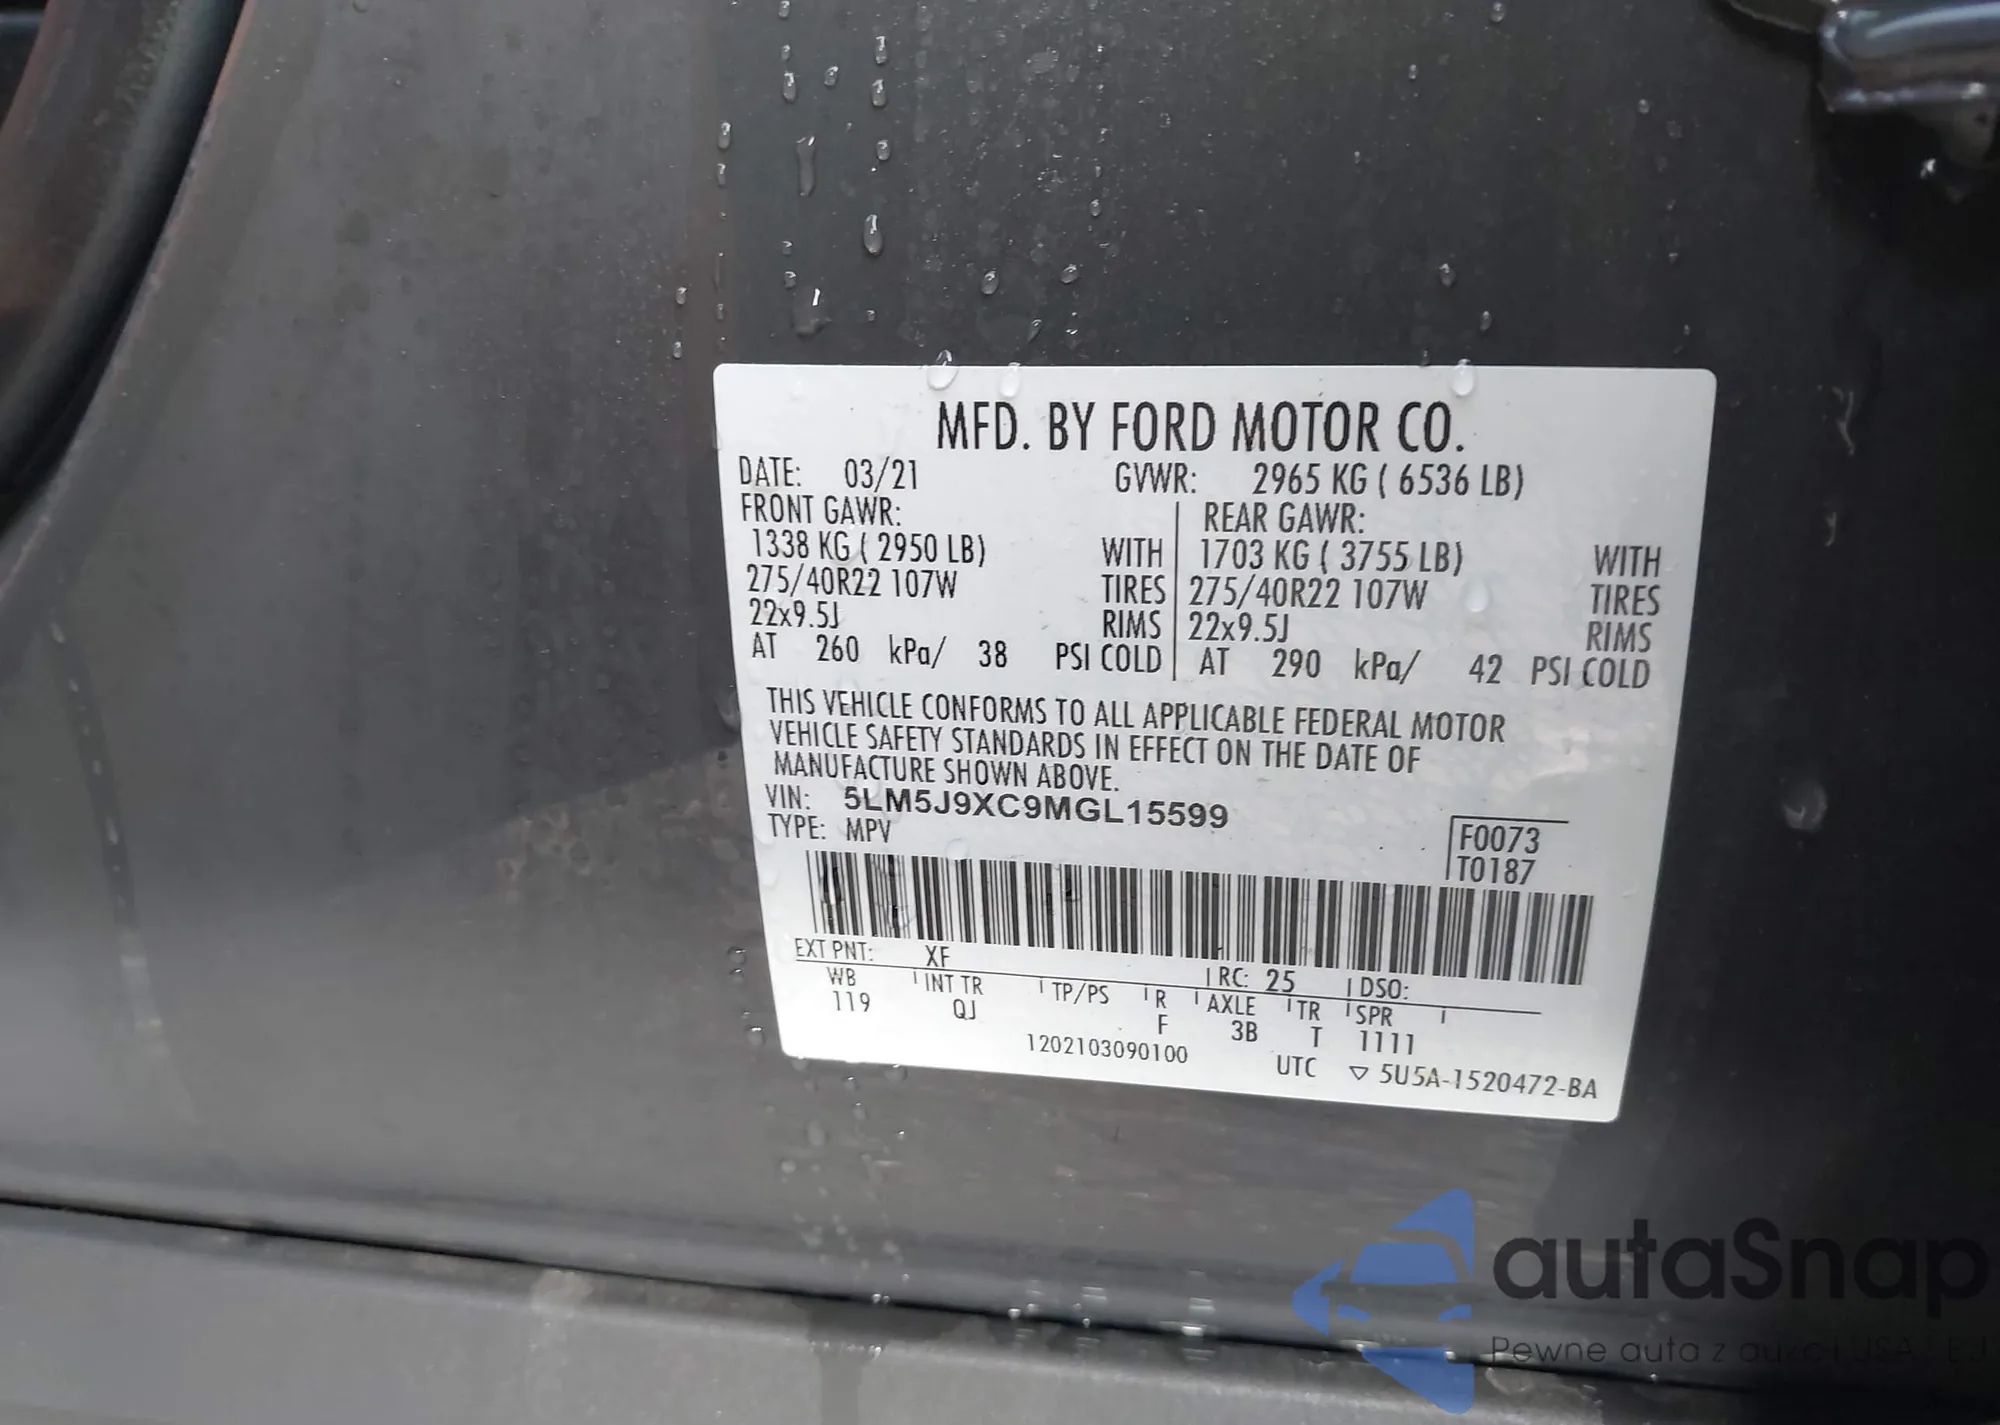 MFD. BY FORD MOTOR CO.
DATE: 03/21 GVWR: 2965 KG ( 6536 LB)
FRONT GAWR: REAR GAWR:
1338 KG ( 2950 LB) WITH 1703 KG ( 3755 LB) WITH
275/40R22 107W TIRES 275/40R22 107W TIRES
22x9.5J RIMS 22x9.5J RIMS
AT 260 kPa/ 38 PSI COLD AT 290 kPa/ 42 PSI COLD
THIS VEHICLE CONFORMS TO ALL APPLICABLE FEDERAL MOTOR
VEHICLE SAFETY STANDARDS IN EFFECT ON THE DATE OF
MANUFACTURE SHOWN ABOVE.
VIN: 5LM5J9XC9MGL15599
TYPE: MPV
F0073
T0187
EXT PNT: XF RC: 25 DSO:
WB INT TR TP/PS R AXLE TR SPR
119 QJ F 3B T 1111
1202103090100 UTC ▽ 5U5A-1520472-BA
autaSnap
Pewne auta z aukcji USA i EU